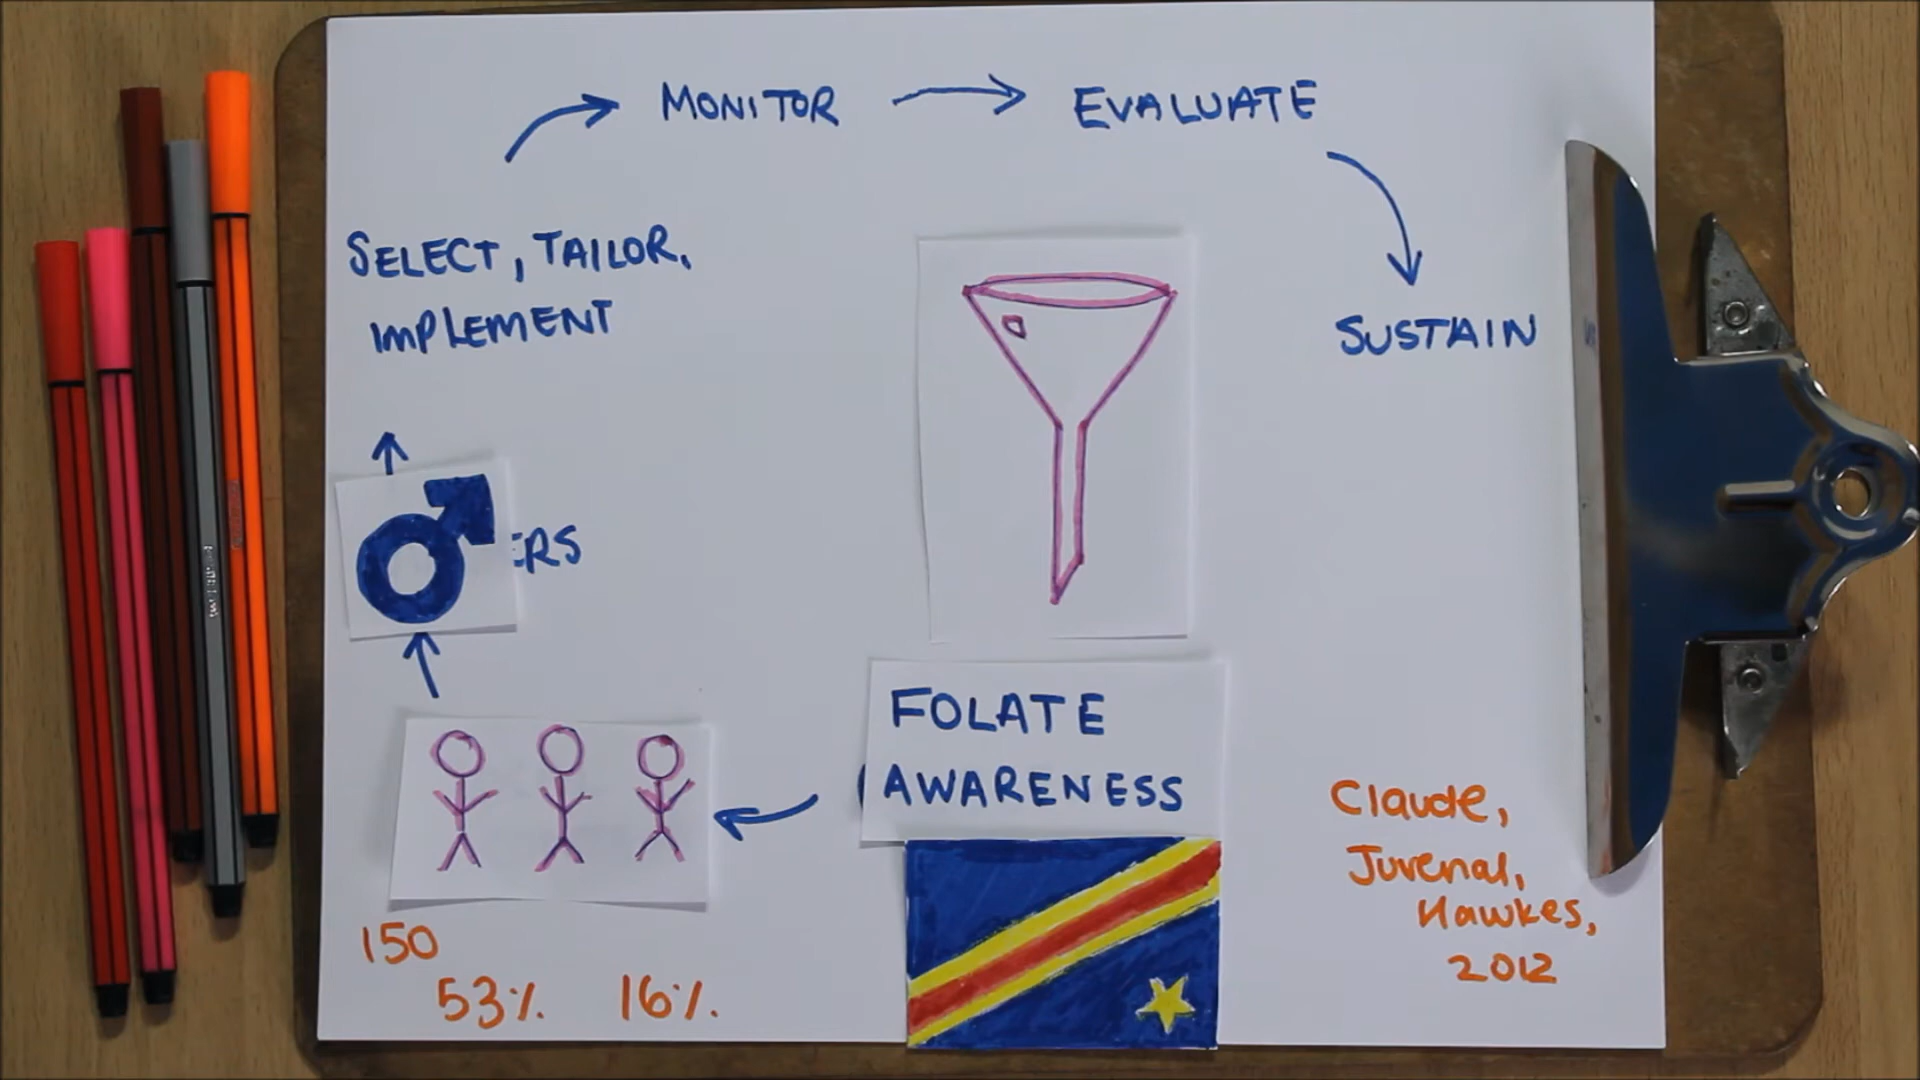 MONITOR
EVALUATE
SELECT, TAILOR,
IMPLEMENT
SUSTAIN
ERS
FOLATE
AWARENESS
Claude,
Juvenal,
Hawkes,
2012
150
53% 16%